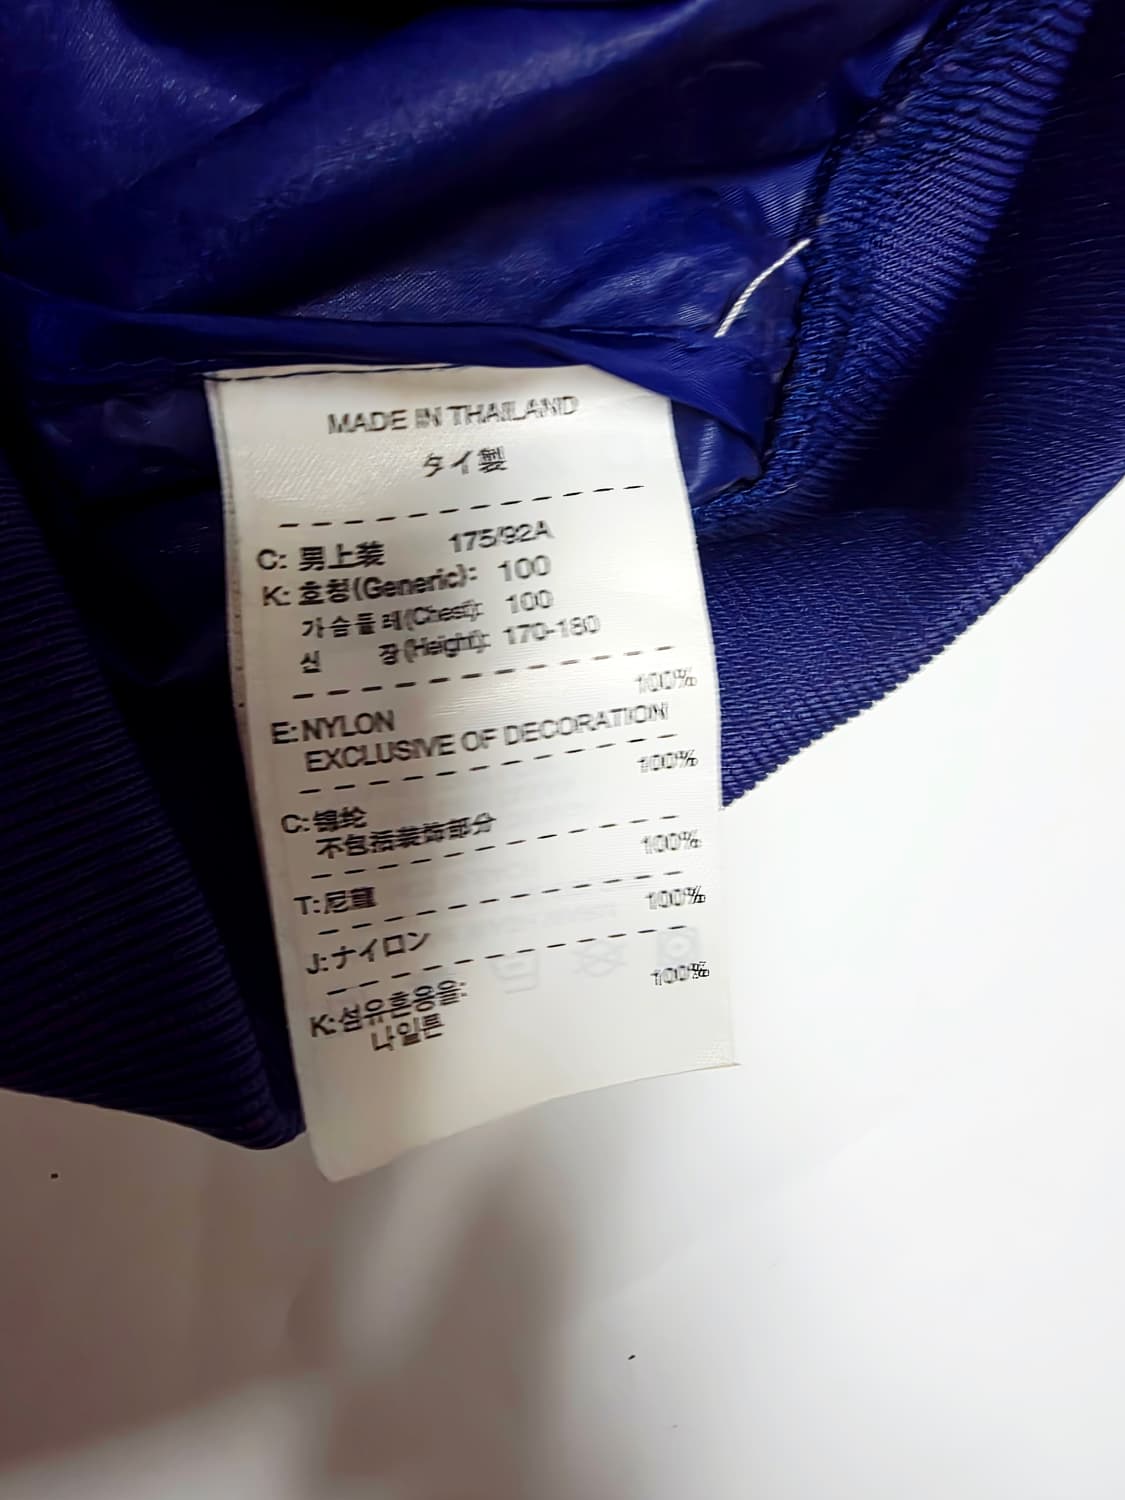 MADE IN THAILAND
タイ製
C: 男上装 175/92A
K: 호칭(Generic): 100
가슴둘레(Chest): 100
신 장(Height): 170-180
E: NYLON 100%
EXCLUSIVE OF DECORATION
C: 锦纶 100%
不包括装饰部分
T: 尼龍 100%
J: ナイロン 100%
K: 섬유혼용율: 100%
나일론